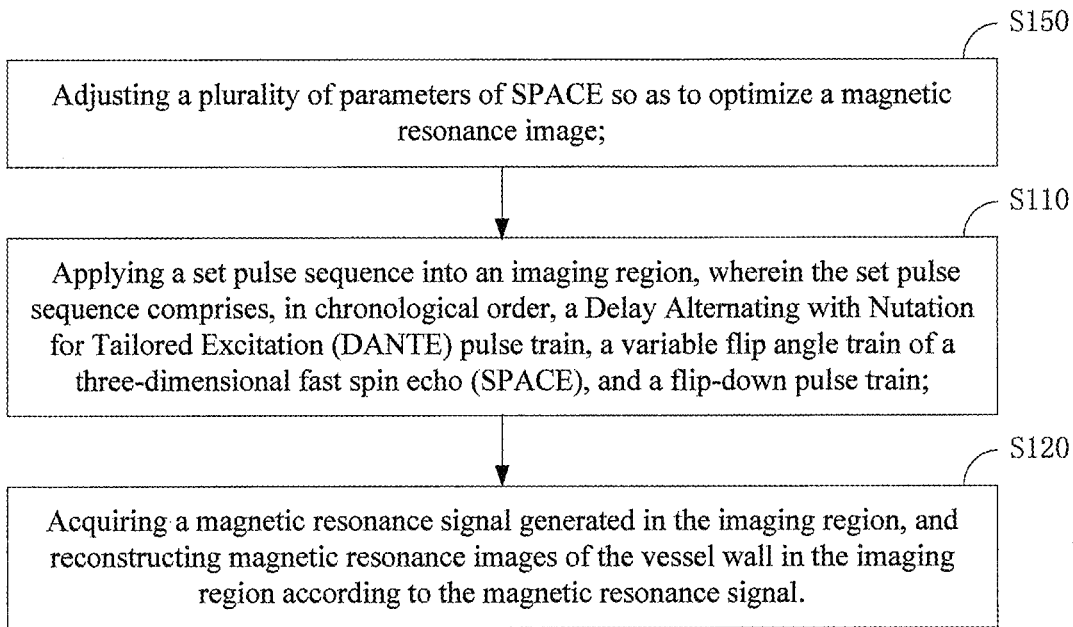 S150
Adjusting a plurality of parameters of SPACE so as to optimize a magnetic
resonance image;
S110
Applying a set pulse sequence into an imaging region, wherein the set pulse
sequence comprises, in chronological order, a Delay Alternating with Nutation
for Tailored Excitation (DANTE) pulse train, a variable flip angle train of a
three-dimensional fast spin echo (SPACE), and a flip-down pulse train;
S120
Acquiring a magnetic resonance signal generated in the imaging region, and
reconstructing magnetic resonance images of the vessel wall in the imaging
region according to the magnetic resonance signal.